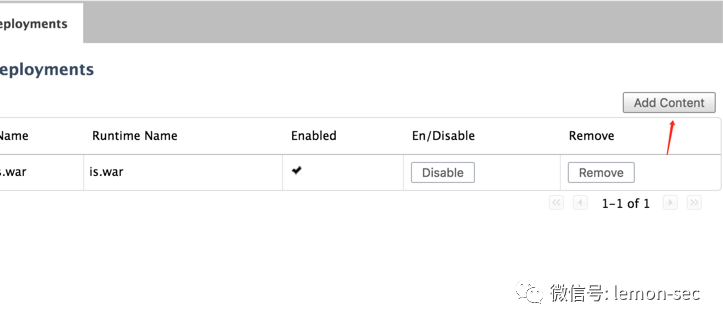 eployments
eployments
Add Content
Name Runtime Name Enabled En/Disable Remove
s.war is.war Disable Remove
1-1 of 1
微信号: lemon-sec